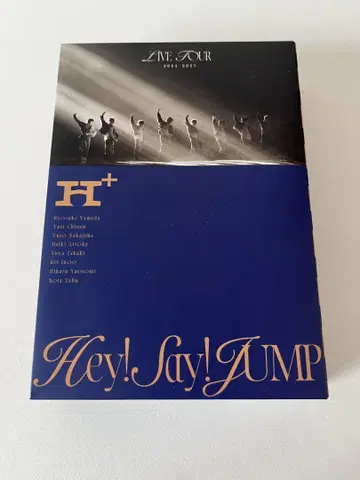 LIVE TOUR
2024 2025
H+
Ryosuke Yamada
Yuri Chinen
Yuto Nakajima
Daiki Arioka
Yuya Takaki
Kei Inoo
Hikaru Yaotome
Kota Yabu
Hey! Say! JUMP